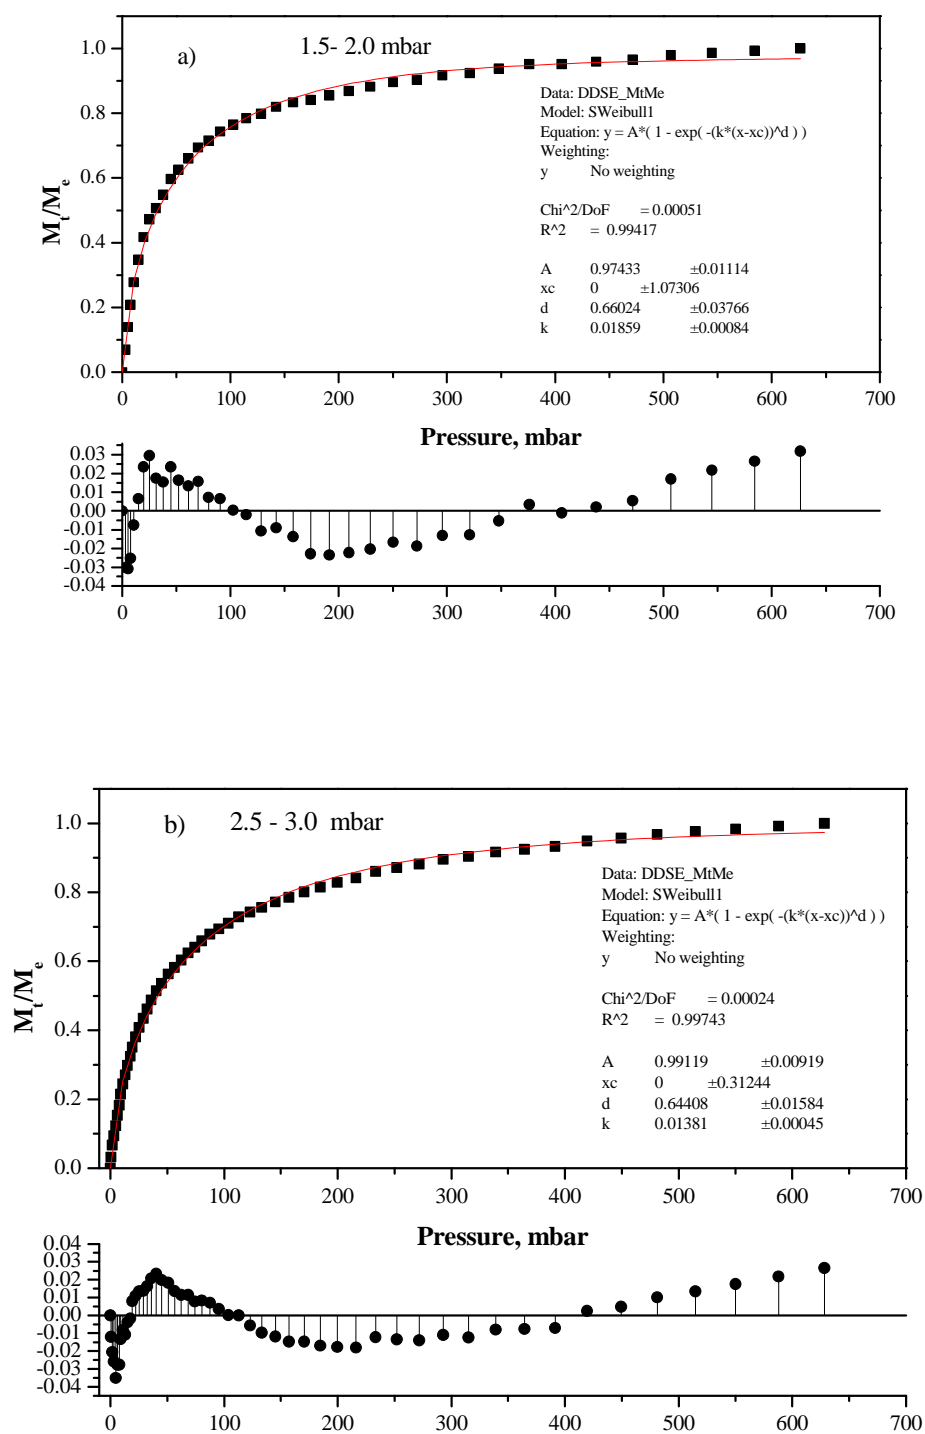 a)
1.5- 2.0 mbar
1.0
0.8
0.6
0.4
0.2
0.0
M_t/M_e
Data: DDSE_MtMe
Model: SWeibull1
Equation: y = A*( 1 - exp( -(k*(x-xc))^d ) )
Weighting:
y No weighting
Chi^2/DoF = 0.00051
R^2 = 0.99417
A 0.97433 ±0.01114
xc 0 ±1.07306
d 0.66024 ±0.03766
k 0.01859 ±0.00084
0 100 200 300 400 500 600 700
Pressure, mbar
0.03
0.02
0.01
0.00
-0.01
-0.02
-0.03
-0.04
0 100 200 300 400 500 600 700
b)
2.5 - 3.0 mbar
1.0
0.8
0.6
0.4
0.2
0.0
M_t/M_e
Data: DDSE_MtMe
Model: SWeibull1
Equation: y = A*( 1 - exp( -(k*(x-xc))^d ) )
Weighting:
y No weighting
Chi^2/DoF = 0.00024
R^2 = 0.99743
A 0.99119 ±0.00919
xc 0 ±0.31244
d 0.64408 ±0.01584
k 0.01381 ±0.00045
0 100 200 300 400 500 600 700
Pressure, mbar
0.04
0.03
0.02
0.01
0.00
-0.01
-0.02
-0.03
-0.04
0 100 200 300 400 500 600 700